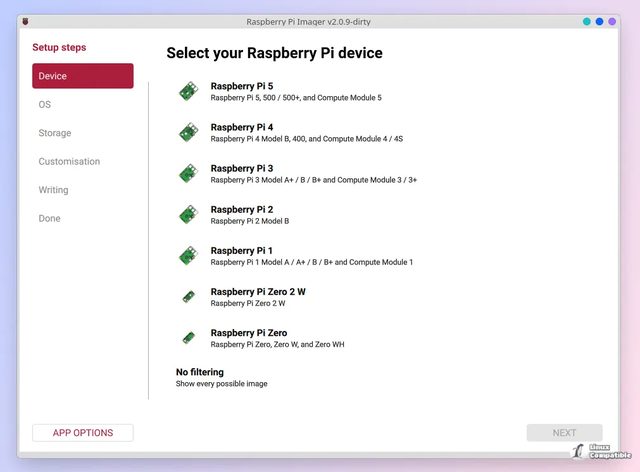 Raspberry Pi Imager v2.0.9-dirty
Setup steps
Device
OS
Storage
Customisation
Writing
Done
Select your Raspberry Pi device
Raspberry Pi 5
Raspberry Pi 5, 500 / 500+, and Compute Module 5
Raspberry Pi 4
Raspberry Pi 4 Model B, 400, and Compute Module 4 / 4S
Raspberry Pi 3
Raspberry Pi 3 Model A+ / B / B+ and Compute Module 3 / 3+
Raspberry Pi 2
Raspberry Pi 2 Model B
Raspberry Pi 1
Raspberry Pi 1 Model A / A+ / B / B+ and Compute Module 1
Raspberry Pi Zero 2 W
Raspberry Pi Zero 2 W
Raspberry Pi Zero
Raspberry Pi Zero, Zero W, and Zero WH
No filtering
Show every possible image
APP OPTIONS
NEXT
Linux
Compatible